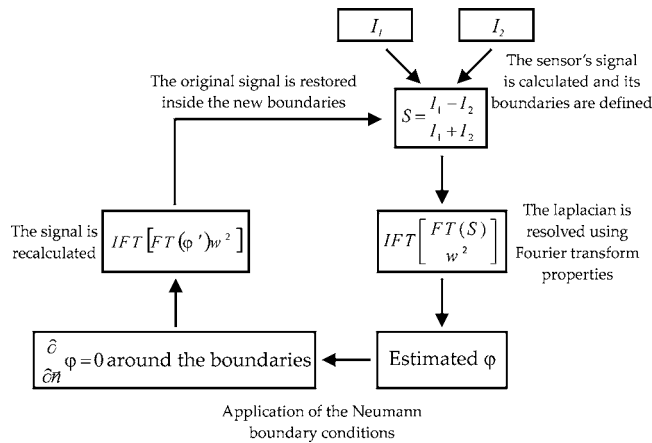 I₁
I₂
The sensor's signal
is calculated and its
boundaries are defined
The original signal is restored
inside the new boundaries
S = I₁ − I₂
I₁ + I₂
The signal is
recalculated
IFT[FT(φ')w²]
IFT[FT(S)
w²]
The laplacian is
resolved using
Fourier transform
properties
∂
∂n⃗ φ = 0 around the boundaries
Estimated φ
Application of the Neumann
boundary conditions